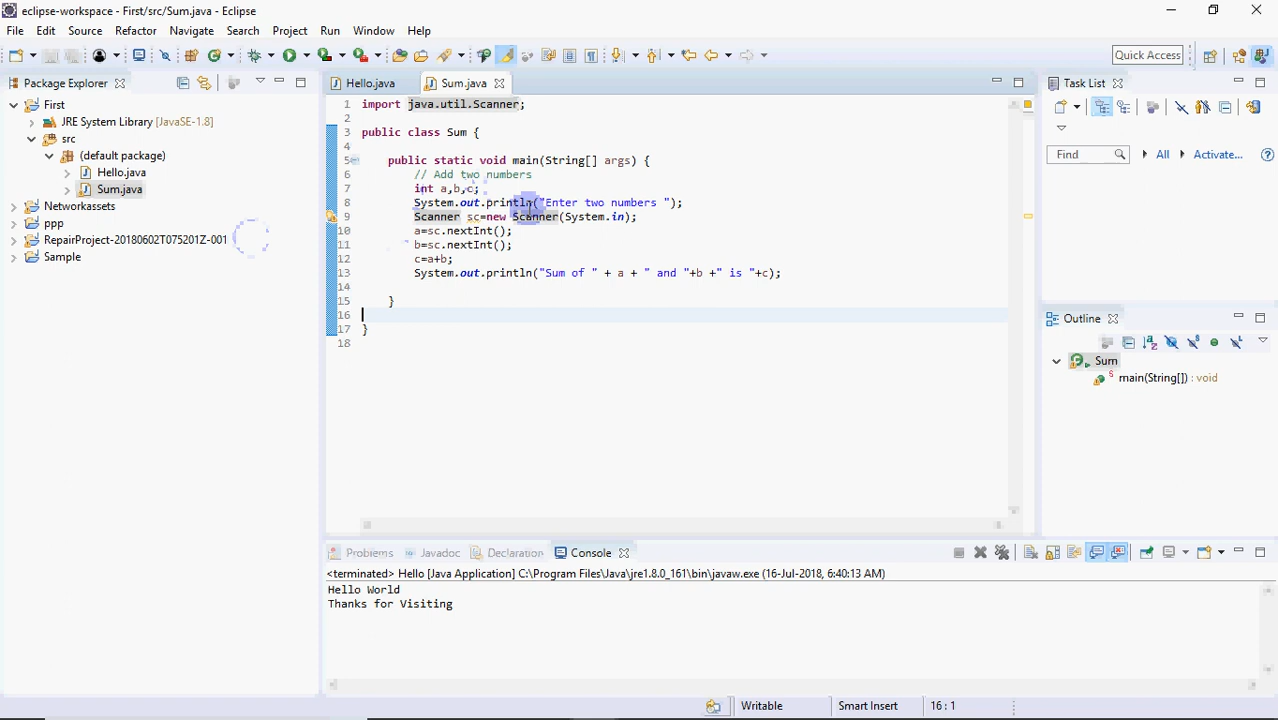 eclipse-workspace - First/src/Sum.java - Eclipse
File Edit Source Refactor Navigate Search Project Run Window Help
Quick Access
Package Explorer
First
JRE System Library [JavaSE-1.8]
src
(default package)
Hello.java
Sum.java
Networkassets
ppp
RepairProject-20180602T075201Z-001
Sample
Hello.java Sum.java
1 import java.util.Scanner;
2
3 public class Sum {
4
5 public static void main(String[] args) {
6 // Add two numbers
7 int a,b,c;
8 System.out.println("Enter two numbers ");
9 Scanner sc=new Scanner(System.in);
10 a=sc.nextInt();
11 b=sc.nextInt();
12 c=a+b;
13 System.out.println("Sum of " + a + " and "+b +" is "+c);
14
15 }
16
17 }
18
Task List
Find All Activate...
Outline
Sum
main(String[]) : void
Problems Javadoc Declaration Console
<terminated> Hello [Java Application] C:\Program Files\Java\jre1.8.0_161\bin\javaw.exe (16-Jul-2018, 6:40:13 AM)
Hello World
Thanks for Visiting
Writable Smart Insert 16 : 1